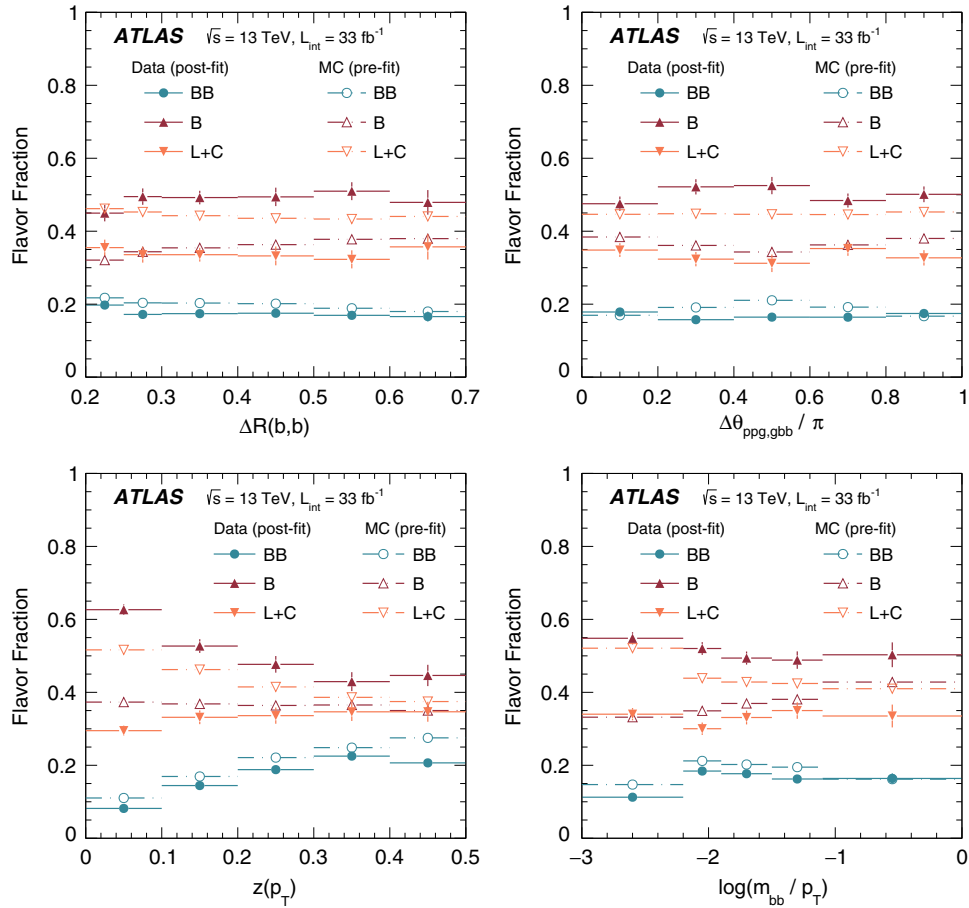 ATLAS √s = 13 TeV, L_int = 33 fb⁻¹
Data (post-fit) MC (pre-fit)
BB BB
B B
L+C L+C
Flavor Fraction
1
0.8
0.6
0.4
0.2
0
0.2 0.3 0.4 0.5 0.6 0.7
ΔR(b,b)
ATLAS √s = 13 TeV, L_int = 33 fb⁻¹
Data (post-fit) MC (pre-fit)
BB BB
B B
L+C L+C
Flavor Fraction
1
0.8
0.6
0.4
0.2
0
0 0.2 0.4 0.6 0.8 1
Δθ_ppg,gbb / π
ATLAS √s = 13 TeV, L_int = 33 fb⁻¹
Data (post-fit) MC (pre-fit)
BB BB
B B
L+C L+C
Flavor Fraction
1
0.8
0.6
0.4
0.2
0
0 0.1 0.2 0.3 0.4 0.5
z(p_T)
ATLAS √s = 13 TeV, L_int = 33 fb⁻¹
Data (post-fit) MC (pre-fit)
BB BB
B B
L+C L+C
Flavor Fraction
1
0.8
0.6
0.4
0.2
0
−3 −2 −1 0
log(m_bb / p_T)